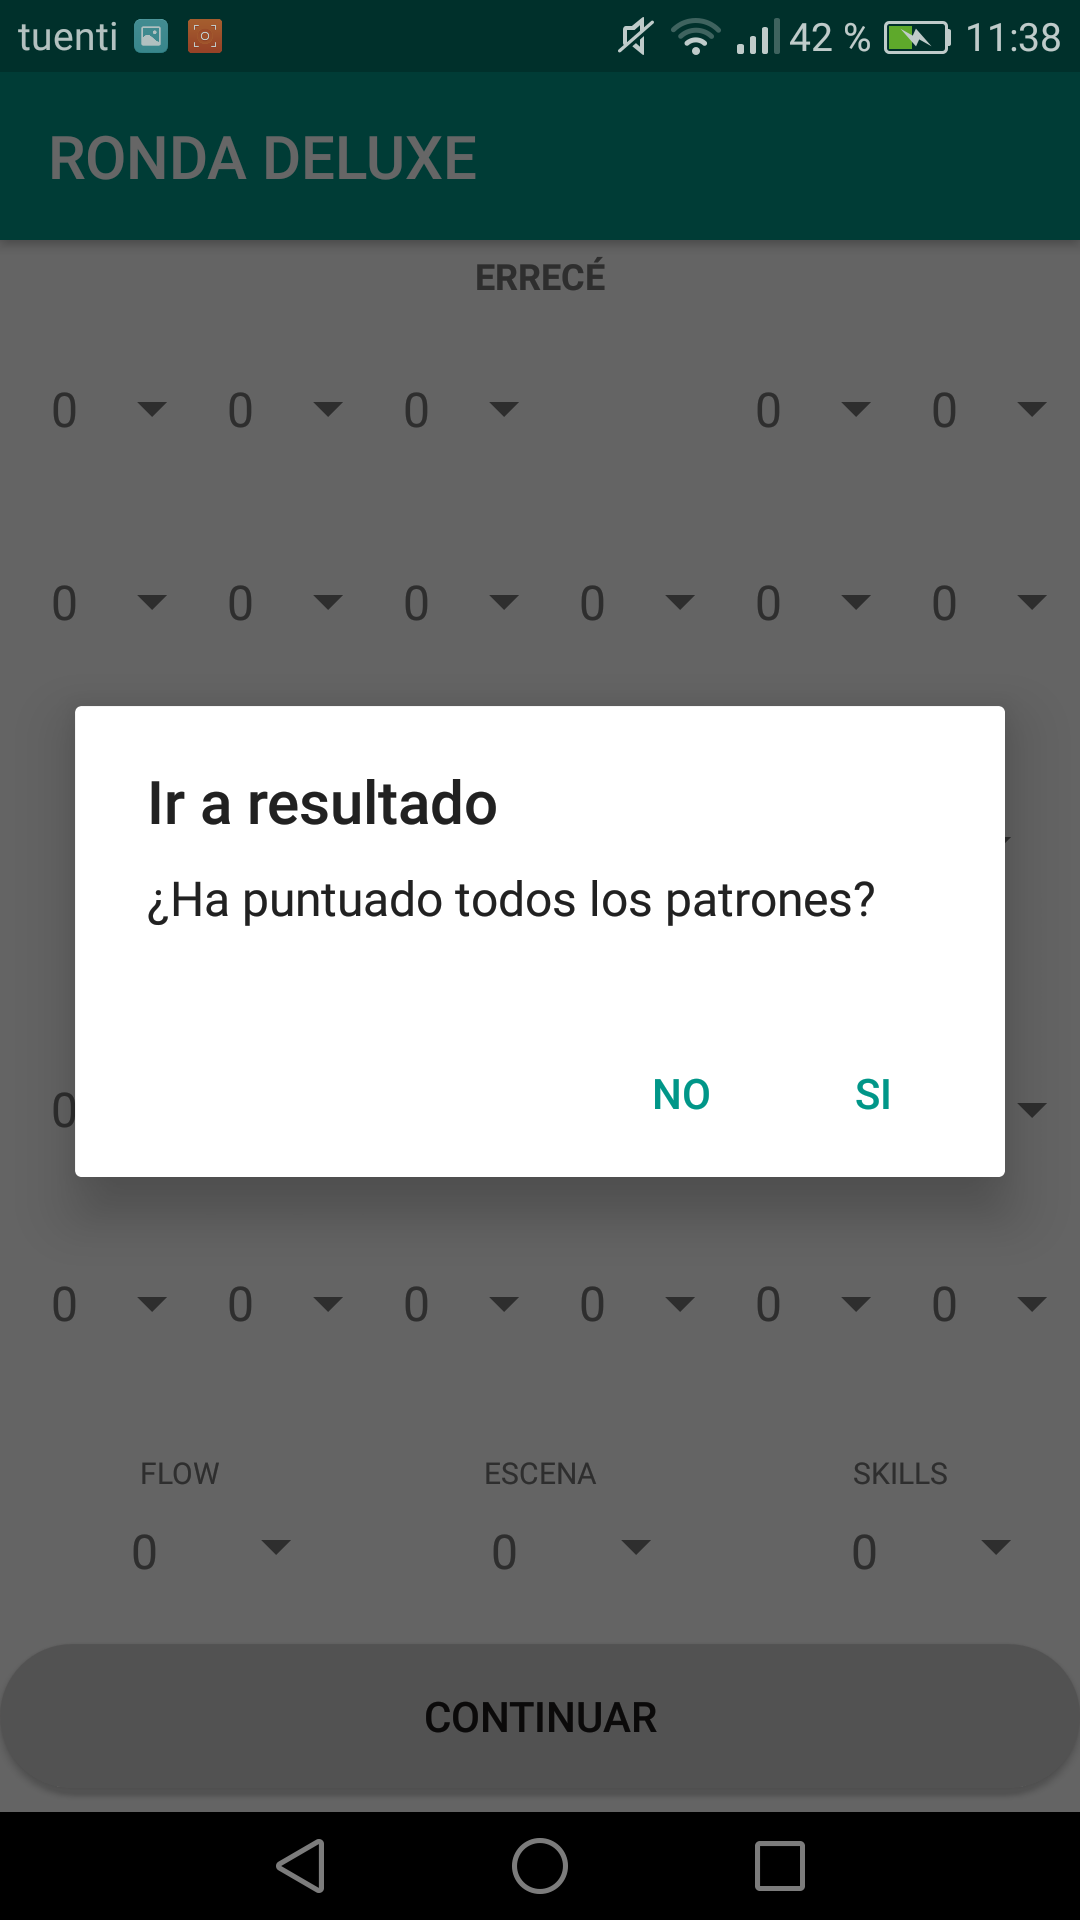 tuenti 42 % 11:38
RONDA DELUXE
ERRECÉ
0 0 0 0 0
0 0 0 0 0 0
Ir a resultado
¿Ha puntuado todos los patrones?
NO SI
0
0 0 0 0 0 0
FLOW ESCENA SKILLS
0 0 0
CONTINUAR